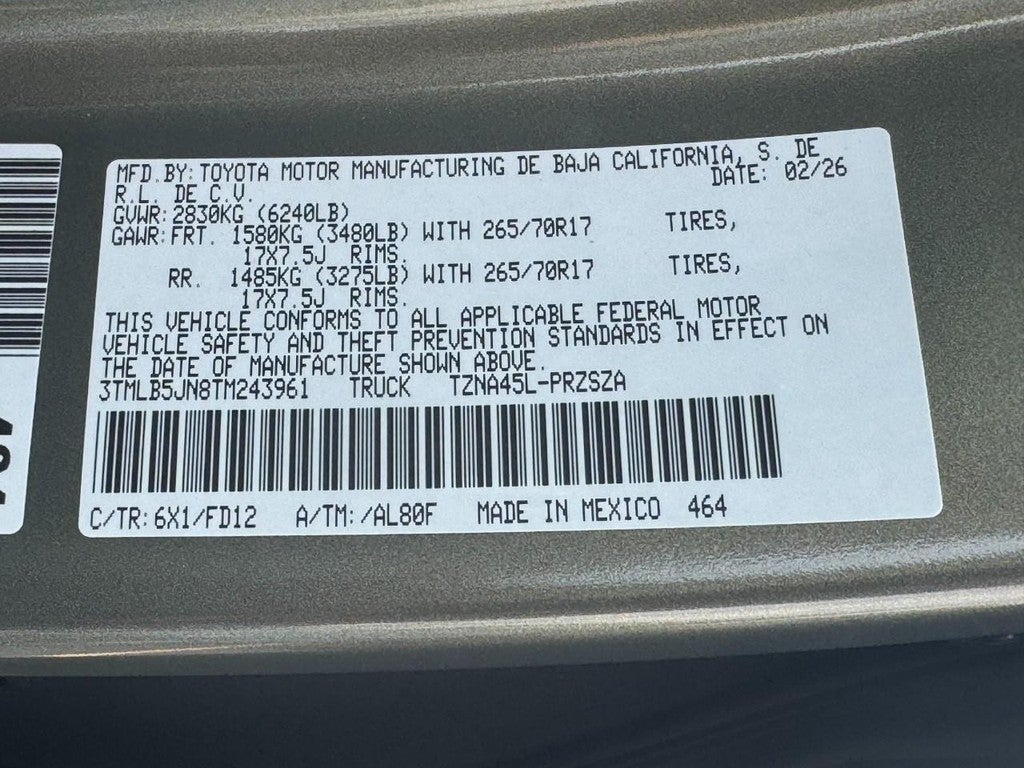 MFD.BY:TOYOTA MOTOR MANUFACTURING DE BAJA CALIFORNIA, S. DE
R.L. DE C.V. DATE: 02/26
GVWR:2830KG (6240LB)
GAWR:FRT. 1580KG (3480LB) WITH 265/70R17 TIRES,
17X7.5J RIMS.
RR. 1485KG (3275LB) WITH 265/70R17 TIRES,
17X7.5J RIMS.
THIS VEHICLE CONFORMS TO ALL APPLICABLE FEDERAL MOTOR
VEHICLE SAFETY AND THEFT PREVENTION STANDARDS IN EFFECT ON
THE DATE OF MANUFACTURE SHOWN ABOVE.
3TMLB5JN8TM243961 TRUCK TZNA45L-PRZSZA
C/TR:6X1/FD12 A/TM:/AL80F MADE IN MEXICO 464